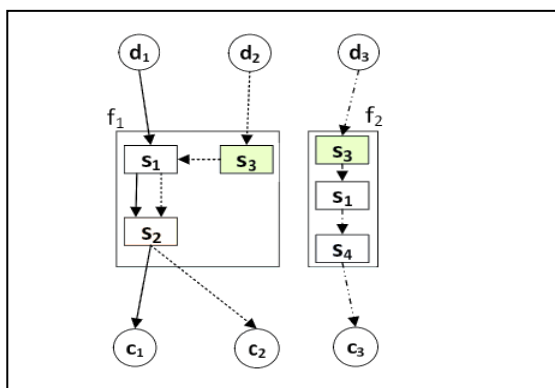 d₁ d₂ d₃
f₁ f₂
s₁ s₃ s₃
s₁
s₂ s₄
c₁ c₂ c₃